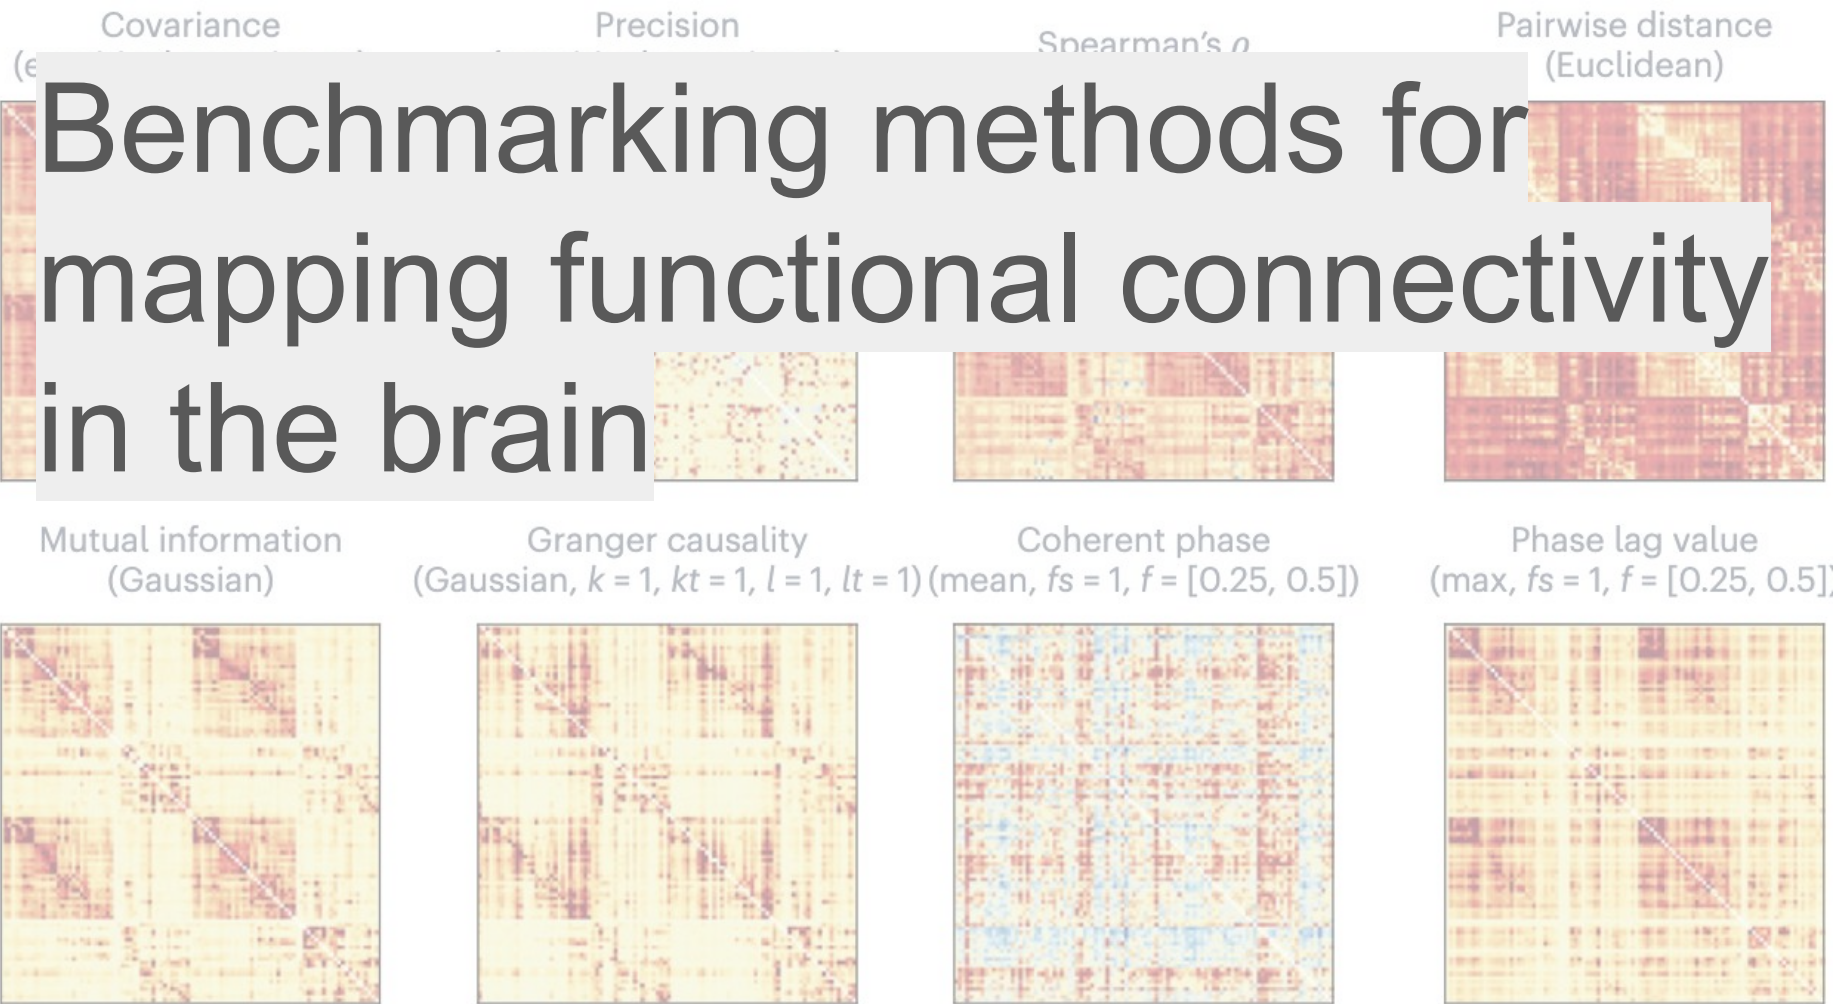 Covariance
Precision
Spearman's ρ
Pairwise distance
(Euclidean)
Benchmarking methods for
mapping functional connectivity
in the brain
Mutual information
(Gaussian)
Granger causality
(Gaussian, k = 1, kt = 1, l = 1, lt = 1)
Coherent phase
(mean, fs = 1, f = [0.25, 0.5])
Phase lag value
(max, fs = 1, f = [0.25, 0.5])